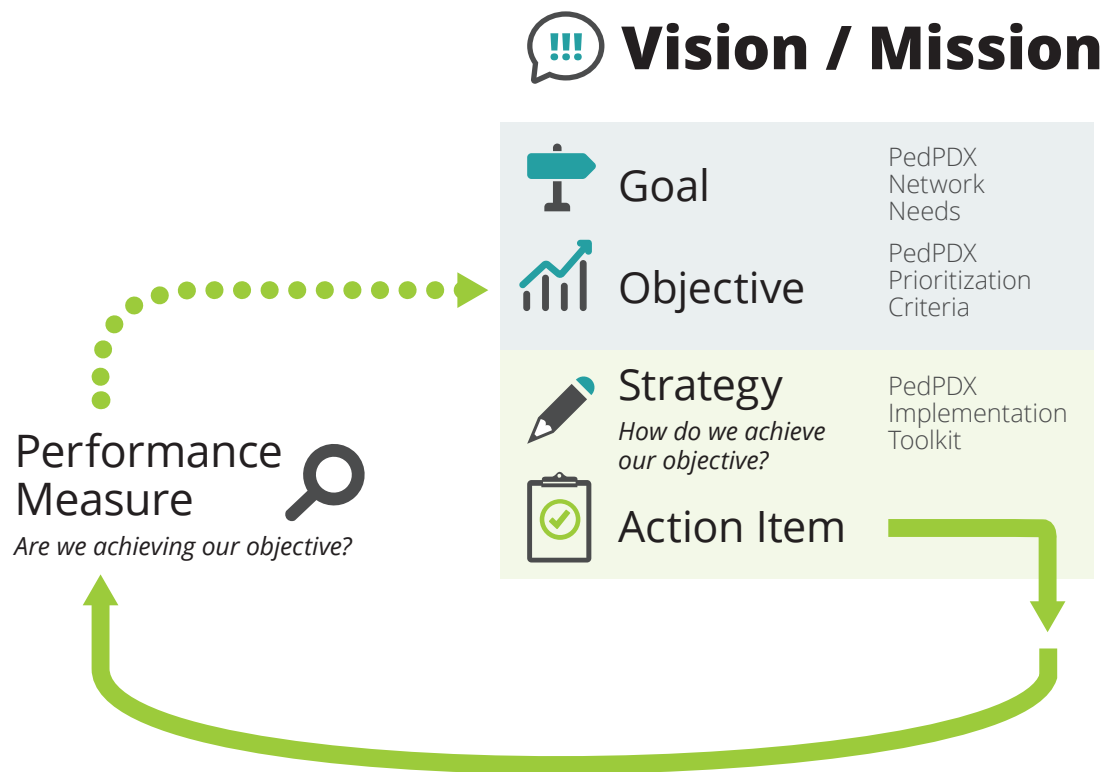 !!! Vision / Mission
Goal
PedPDX
Network
Needs
Objective
PedPDX
Prioritization
Criteria
Strategy
How do we achieve
our objective?
PedPDX
Implementation
Toolkit
Action Item
Performance
Measure
Are we achieving our objective?